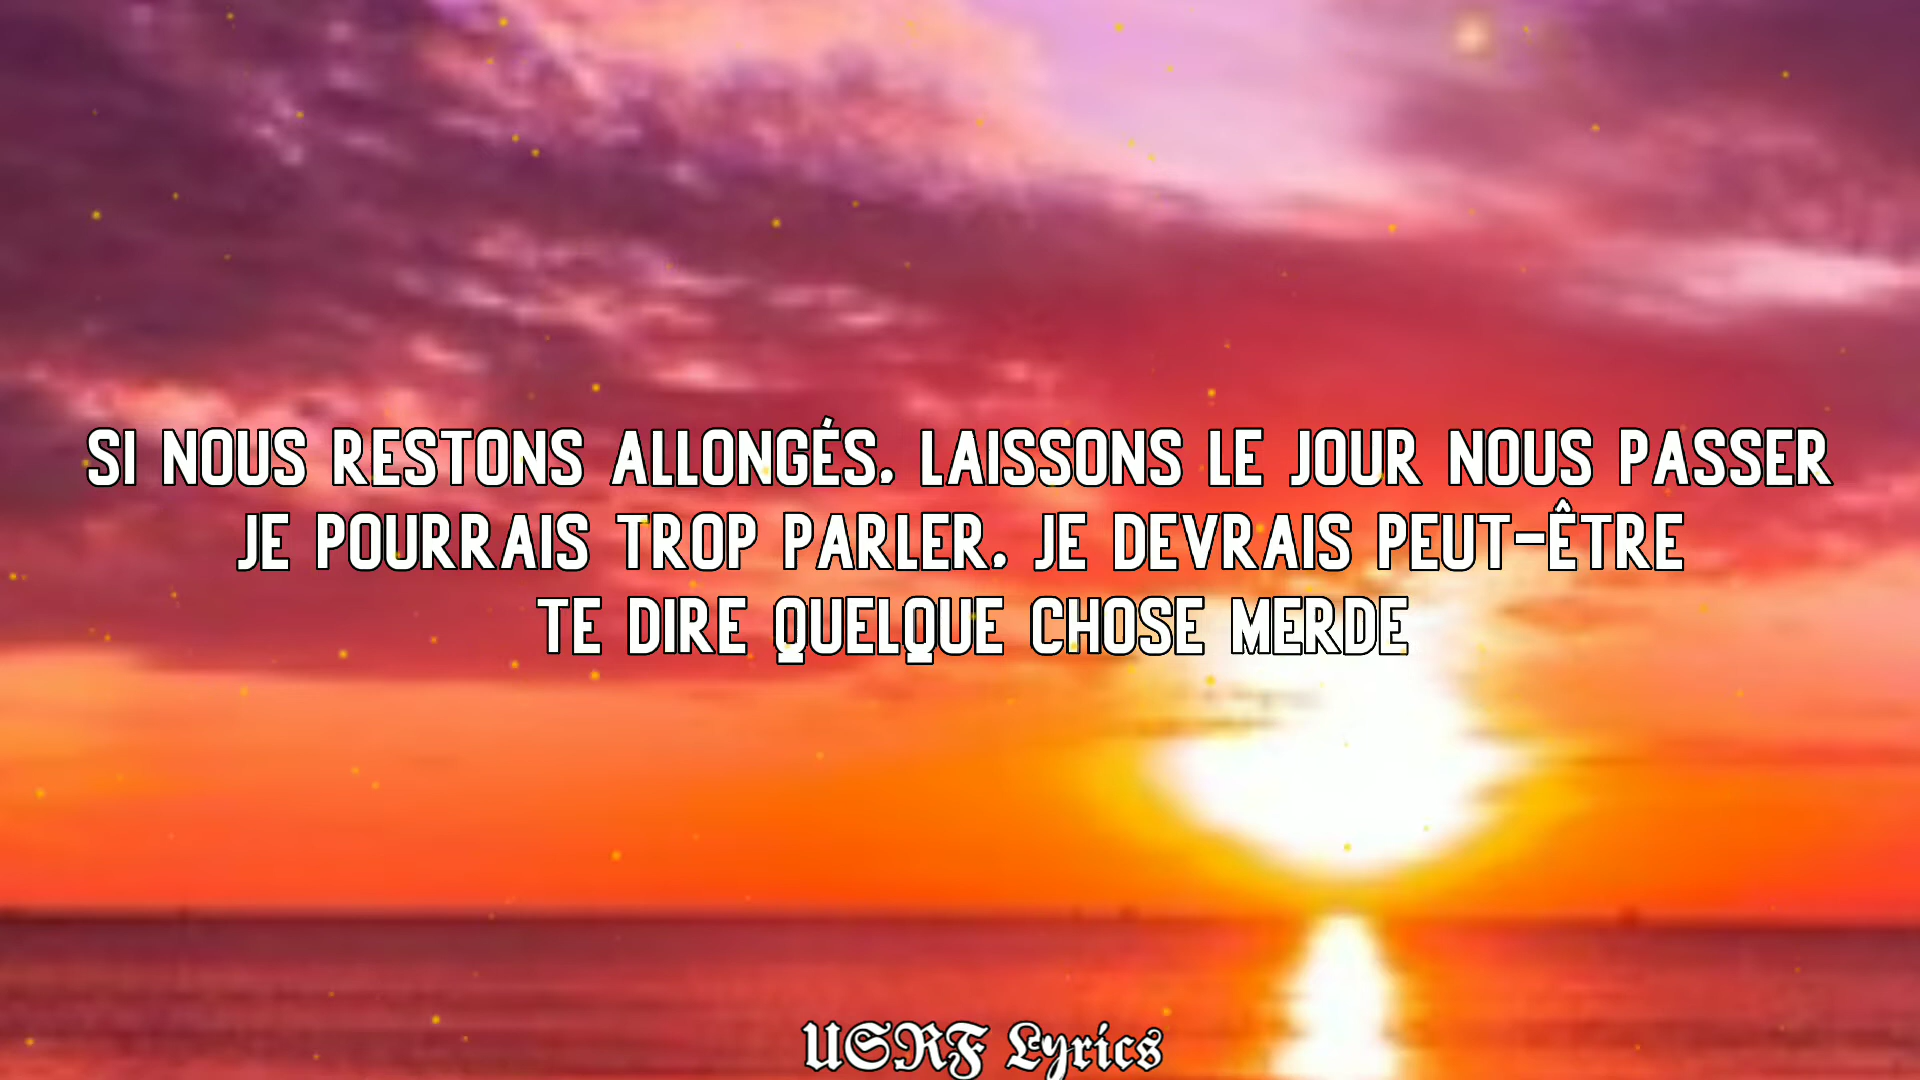 SI NOUS RESTONS ALLONGÉS, LAISSONS LE JOUR NOUS PASSER
JE POURRAIS TROP PARLER, JE DEVRAIS PEUT-ÊTRE
TE DIRE QUELQUE CHOSE MERDE
USRF Lyrics